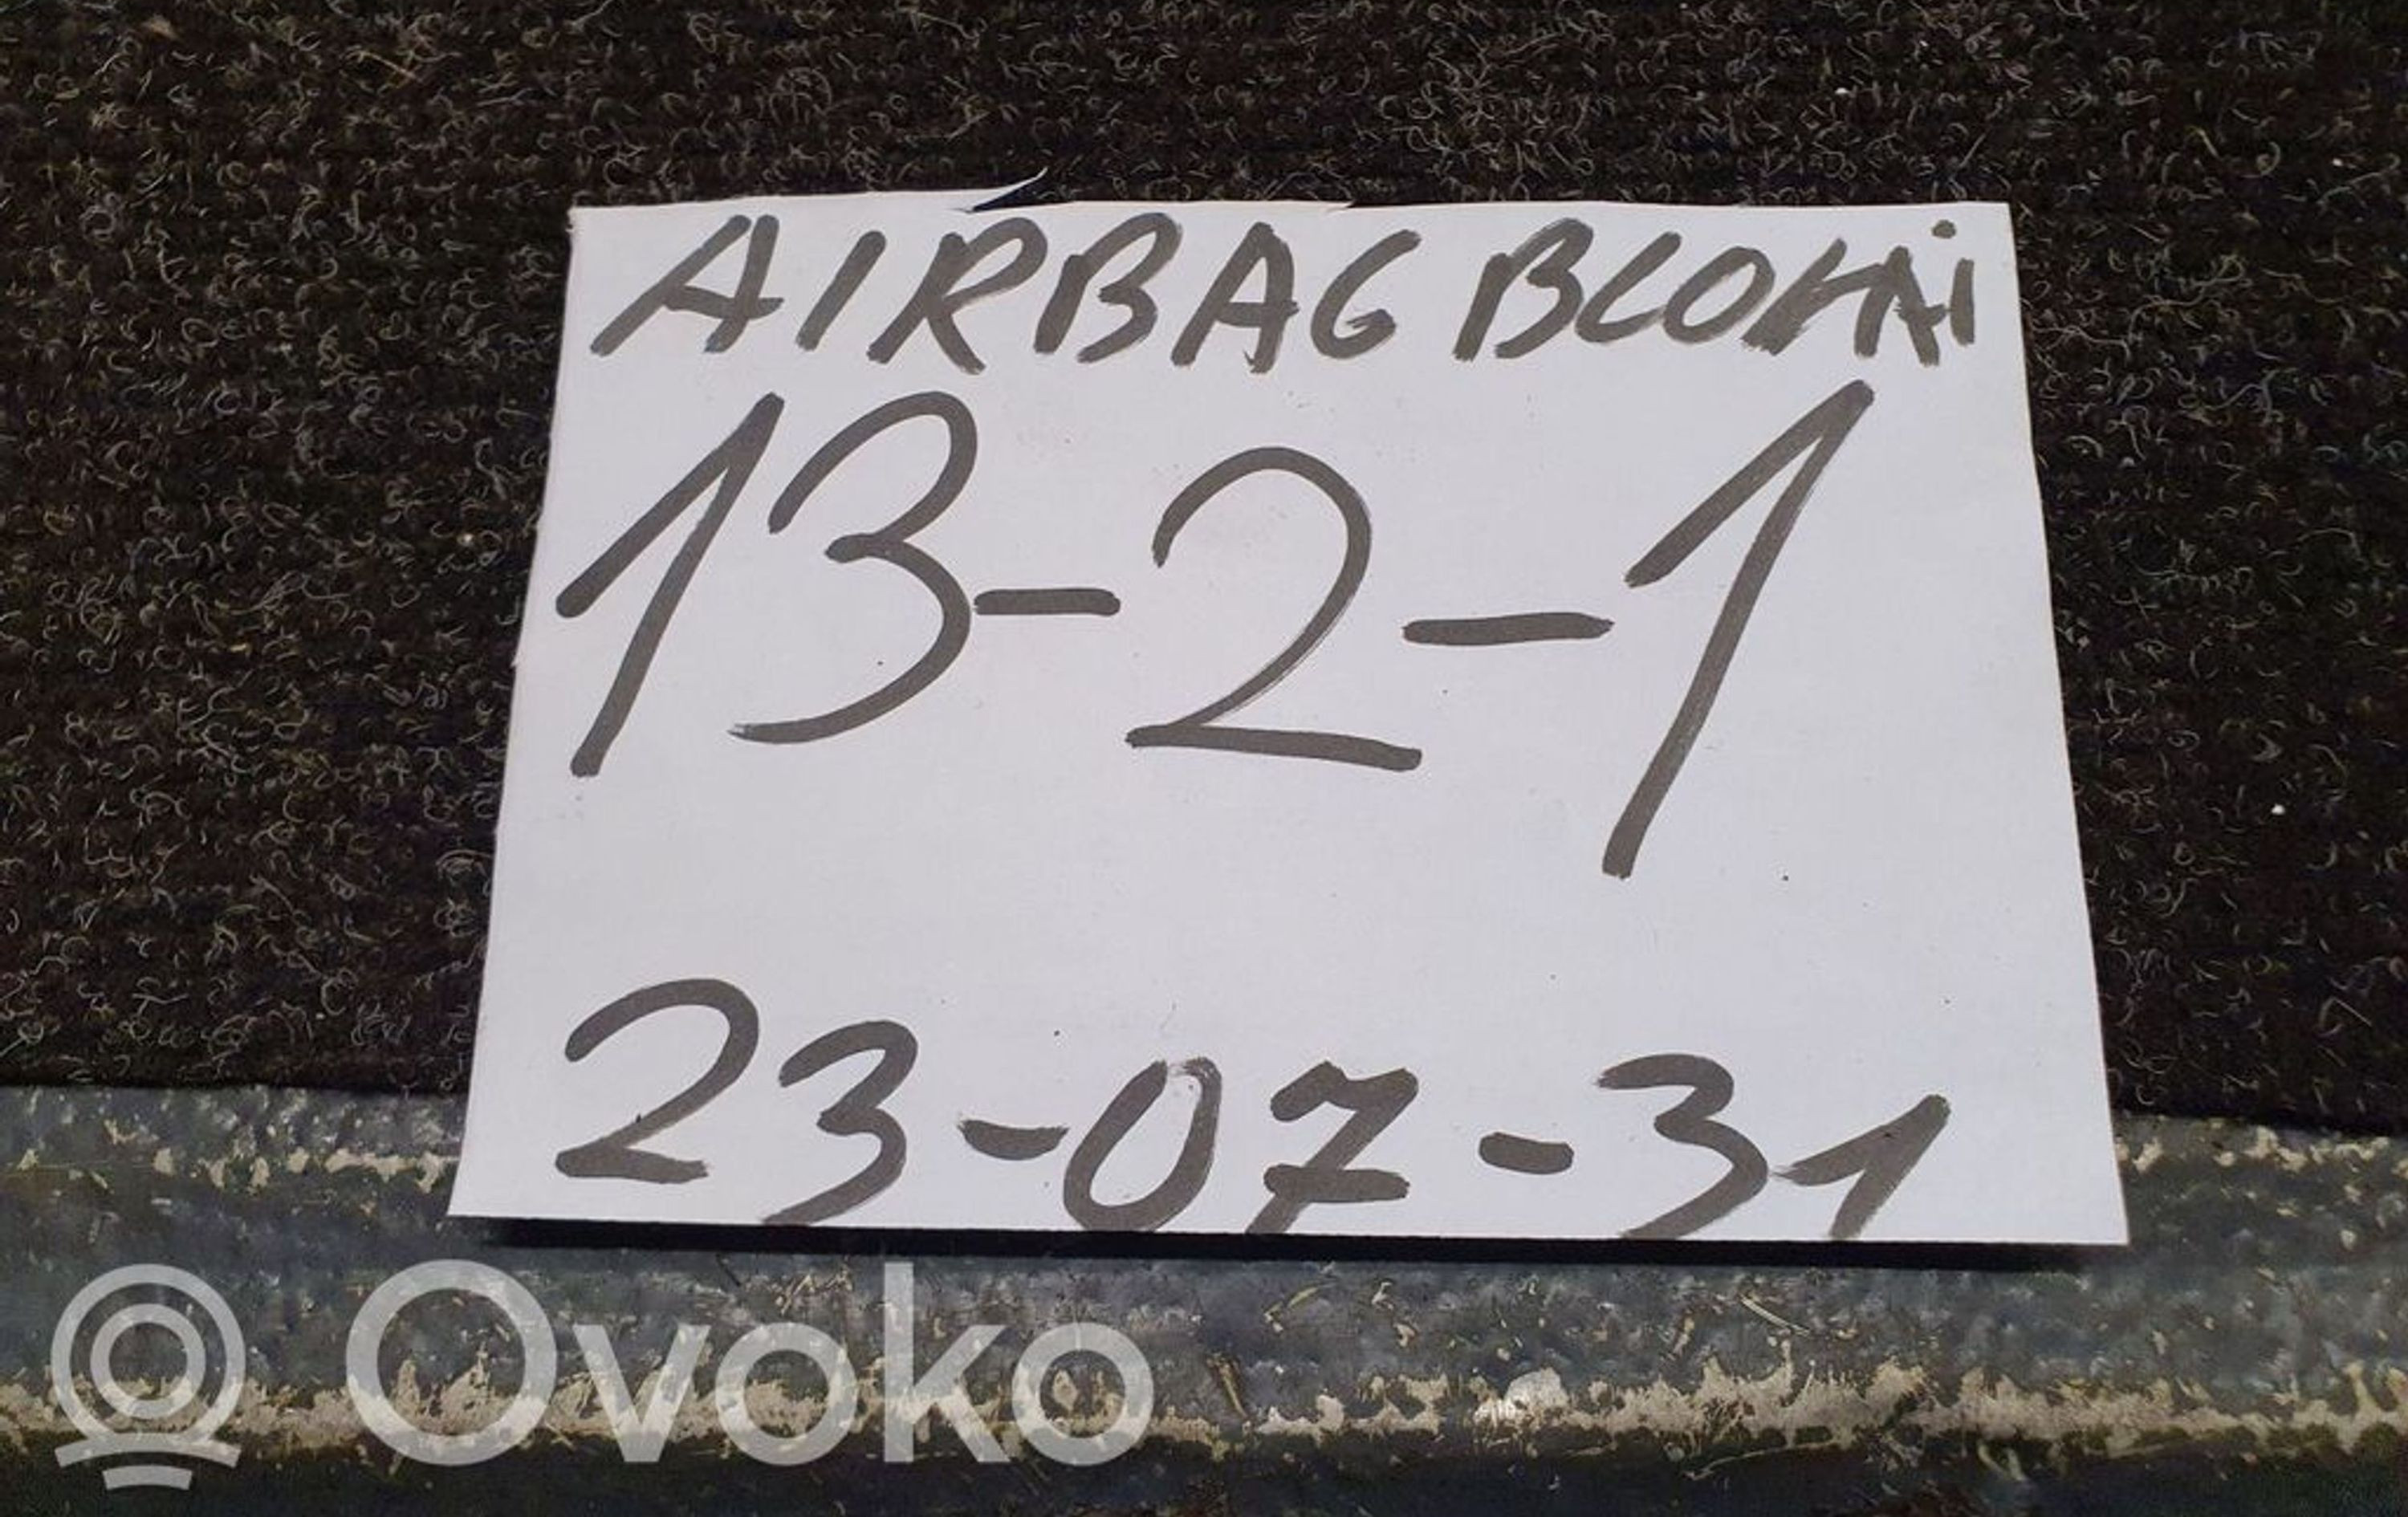 AIRBAG BLOKAi
13-2-1
23-07-31
Ovoko